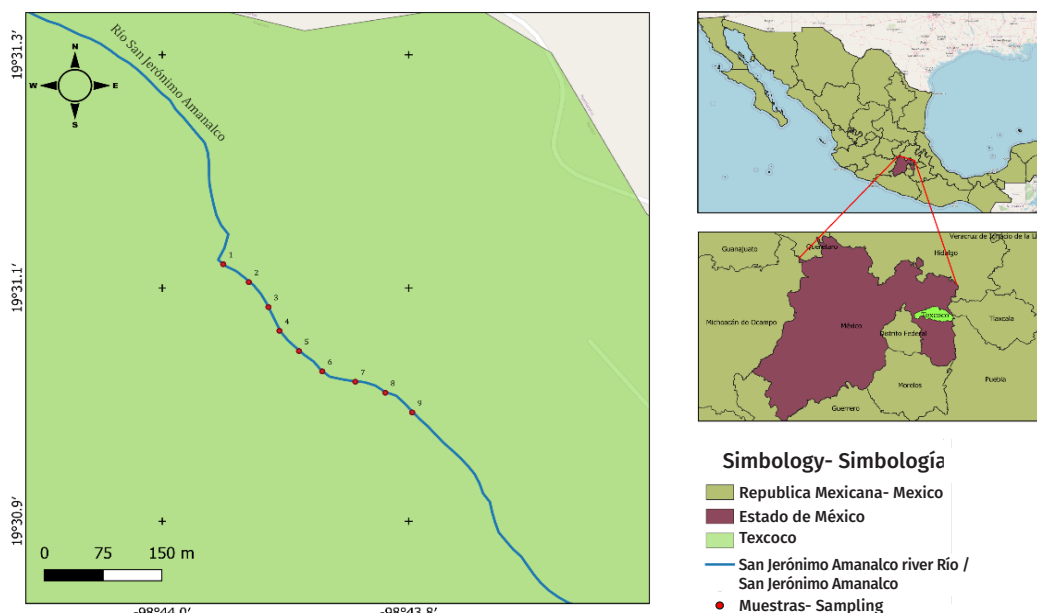 Río San Jerónimo Amanalco
N
W
E
S
19°31.3′
19°31.1′
19°30.9′
1
2
3
4
5
6
7
8
9
0 75 150 m
-98°44.0′ -98°43.8′
Guanajuato
Querétaro
Hidalgo
Michoacán de Ocampo
México
Distrito Federal
Texcoco
Tlaxcala
Morelos
Puebla
Guerrero
Simbology- Simbología
Republica Mexicana- Mexico
Estado de México
Texcoco
San Jerónimo Amanalco river Río /
San Jerónimo Amanalco
Muestras- Sampling